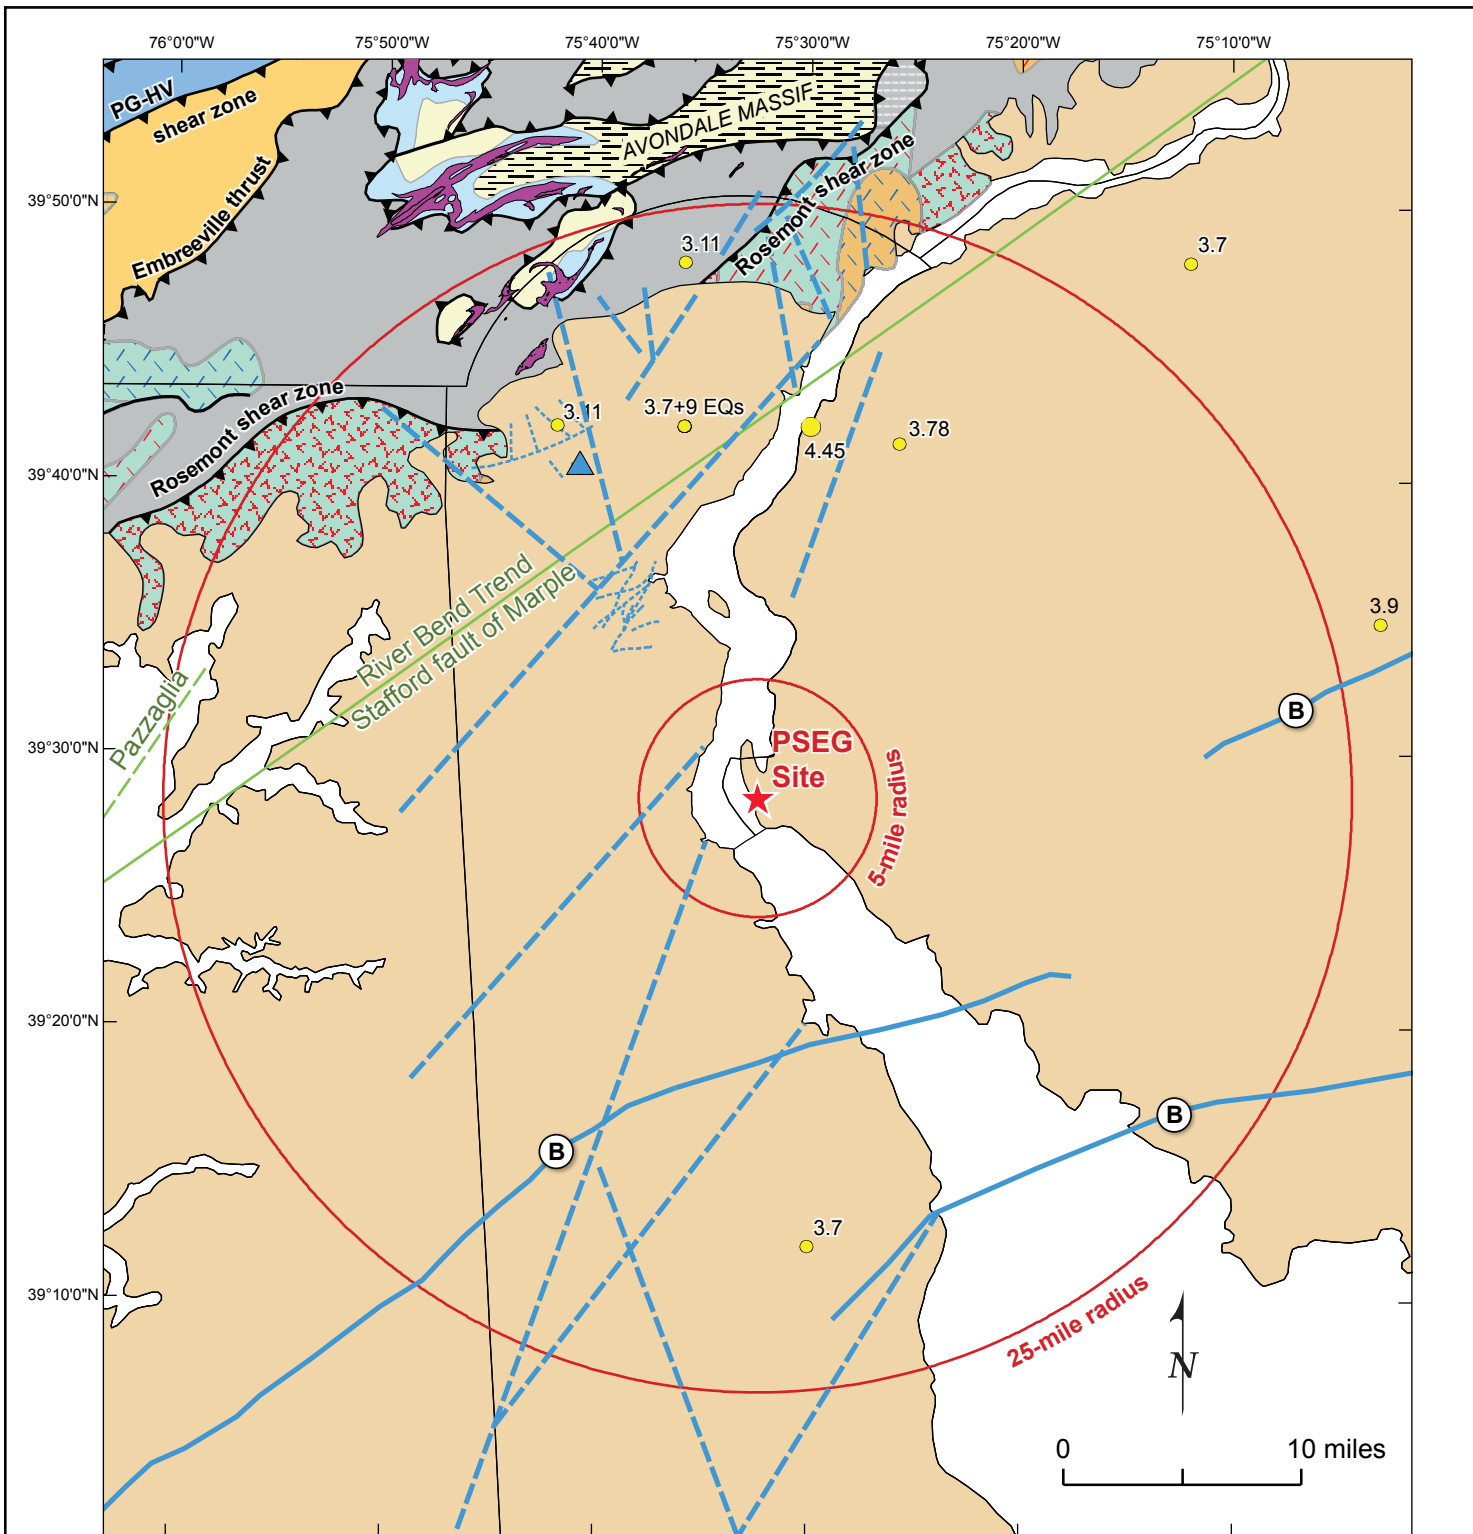 76°0'0"W
75°50'0"W
75°40'0"W
75°30'0"W
75°20'0"W
75°10'0"W
PG-HV
shear zone
Embreeville thrust
AVONDALE MASSIF
Rosemont shear zone
39°50'0"N
3.11
3.7
Rosemont shear zone
3.11
3.7+9 EQs
4.45
3.78
39°40'0"N
River Bend Trend
Stafford fault of Marple
3.9
Pazzaglia
B
39°30'0"N
PSEG
Site
5-mile radius
39°20'0"N
B
B
3.7
39°10'0"N
25-mile radius
N
0
10 miles